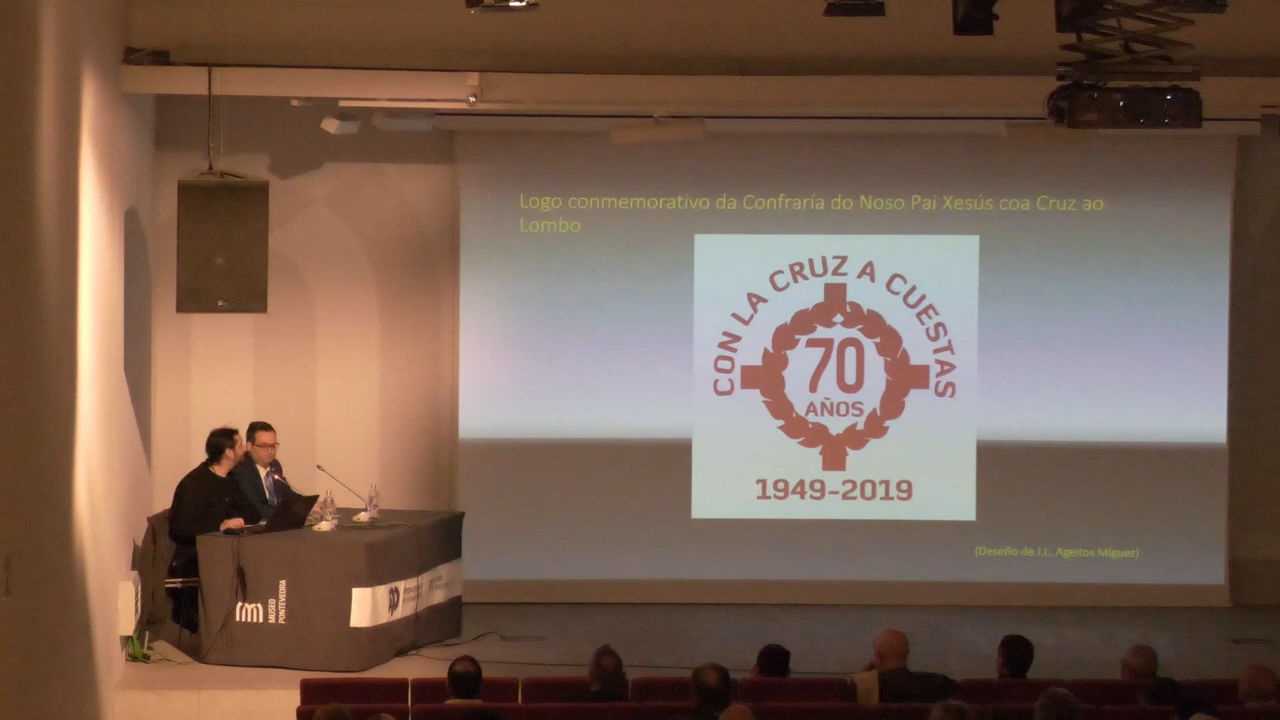 Logo conmemorativo da Confraría do Noso Pai Xesús coa Cruz ao
Lombo
CON LA CRUZ A CUESTAS
70
AÑOS
1949-2019
(Deseño de J.L. Ageitos Míguez)
MUSEO
PONTEVEDRA